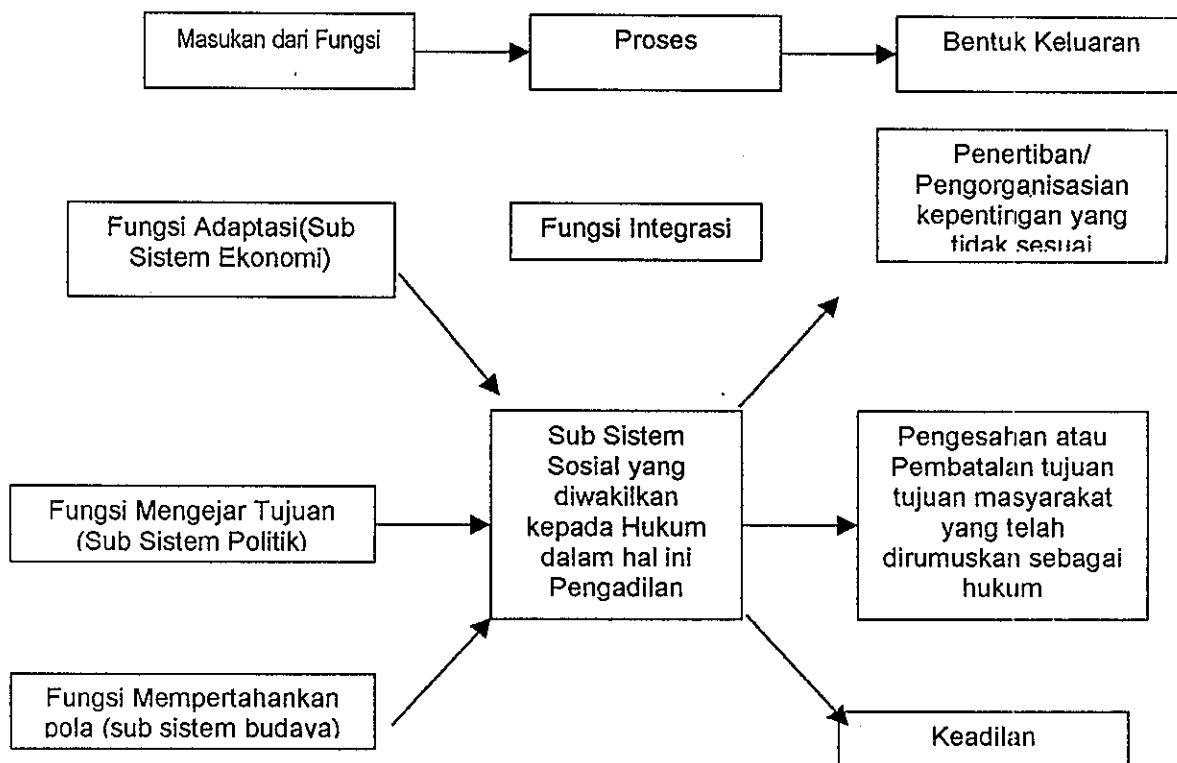 Masukan dari Fungsi
Proses
Bentuk Keluaran
Penertiban/
Pengorganisasian
kepentingan yang
tidak sesuai
Fungsi Adaptasi(Sub
Sistem Ekonomi)
Fungsi Integrasi
Sub Sistem
Sosial yang
diwakilkan
kepada Hukum
dalam hal ini
Pengadilan
Pengesahan atau
Pembatalan tujuan
tujuan masyarakat
yang telah
dirumuskan sebagai
hukum
Fungsi Mengejar Tujuan
(Sub Sistem Politik)
Fungsi Mempertahankan
pola (sub sistem budaya)
Keadilan